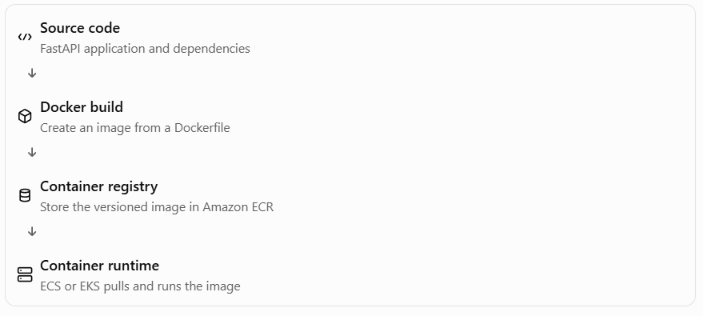 Source code
FastAPI application and dependencies
Docker build
Create an image from a Dockerfile
Container registry
Store the versioned image in Amazon ECR
Container runtime
ECS or EKS pulls and runs the image